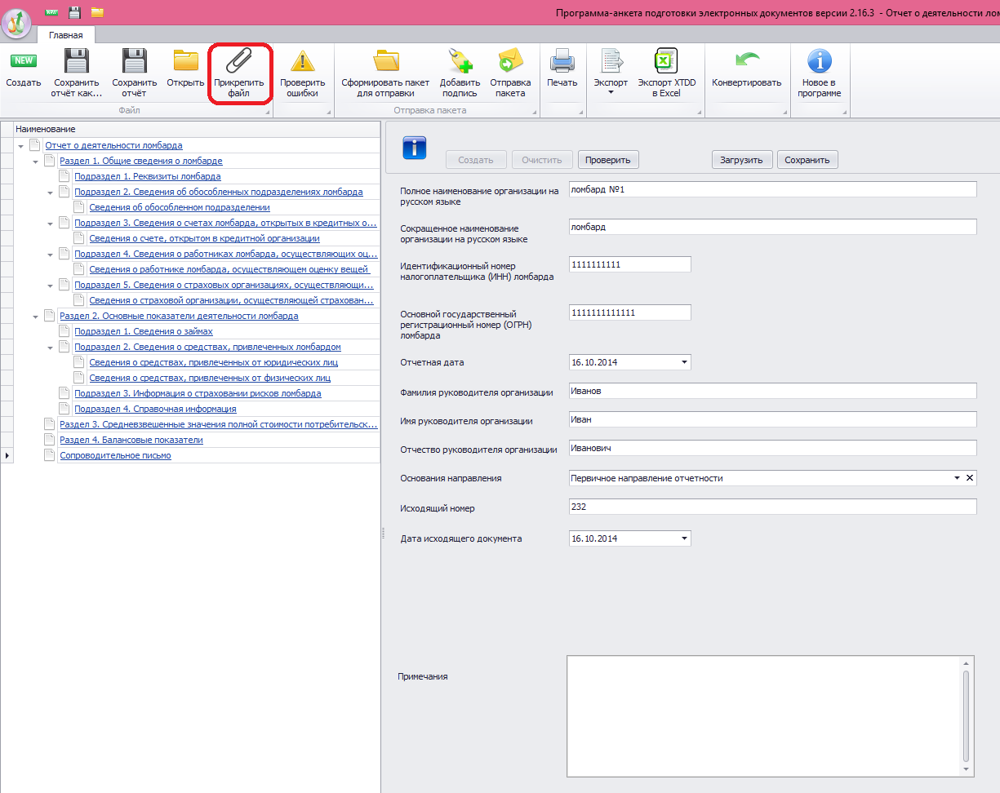 NEW
Программа-анкета подготовки электронных документов версии 2.16.3 - Отчет о деятельности лом
Главная
NEW
Создать
Сохранить
отчёт как...
Сохранить
отчёт
Открыть
Прикрепить
файл
Проверить
ошибки
Сформировать пакет
для отправки
Добавить
подпись
Отправка
пакета
Печать
Экспорт
Экспорт XTDD
в Excel
Конвертировать
Новое в
программе
Файл
Отправка пакета
Наименование
Отчет о деятельности ломбарда
Раздел 1. Общие сведения о ломбарде
Подраздел 1. Реквизиты ломбарда
Подраздел 2. Сведения об обособленных подразделениях ломбарда
Сведения об обособленном подразделении
Подраздел 3. Сведения о счетах ломбарда, открытых в кредитных о...
Сведения о счете, открытом в кредитной организации
Подраздел 4. Сведения о работниках ломбарда, осуществляющих оц...
Сведения о работнике ломбарда, осуществляющем оценку вещей
Подраздел 5. Сведения о страховых организациях, осуществляющи...
Сведения о страховой организации, осуществляющей страхован...
Раздел 2. Основные показатели деятельности ломбарда
Подраздел 1. Сведения о займах
Подраздел 2. Сведения о средствах, привлеченных ломбардом
Сведения о средствах, привлеченных от юридических лиц
Сведения о средствах, привлеченных от физических лиц
Подраздел 3. Информация о страховании рисков ломбарда
Подраздел 4. Справочная информация
Раздел 3. Средневзвешенные значения полной стоимости потребительск...
Раздел 4. Балансовые показатели
Сопроводительное письмо
Создать
Очистить
Проверить
Загрузить
Сохранить
Полное наименование организации на
русском языке
ломбард №1
Сокращенное наименование
организации на русском языке
ломбард
Идентификационный номер
налогоплательщика (ИНН) ломбарда
1111111111
Основной государственный
регистрационный номер (ОГРН)
ломбарда
1111111111111
Отчетная дата
16.10.2014
Фамилия руководителя организации
Иванов
Имя руководителя организации
Иван
Отчество руководителя организации
Иванович
Основания направления
Первичное направление отчетности
Исходящий номер
232
Дата исходящего документа
16.10.2014
Примечания